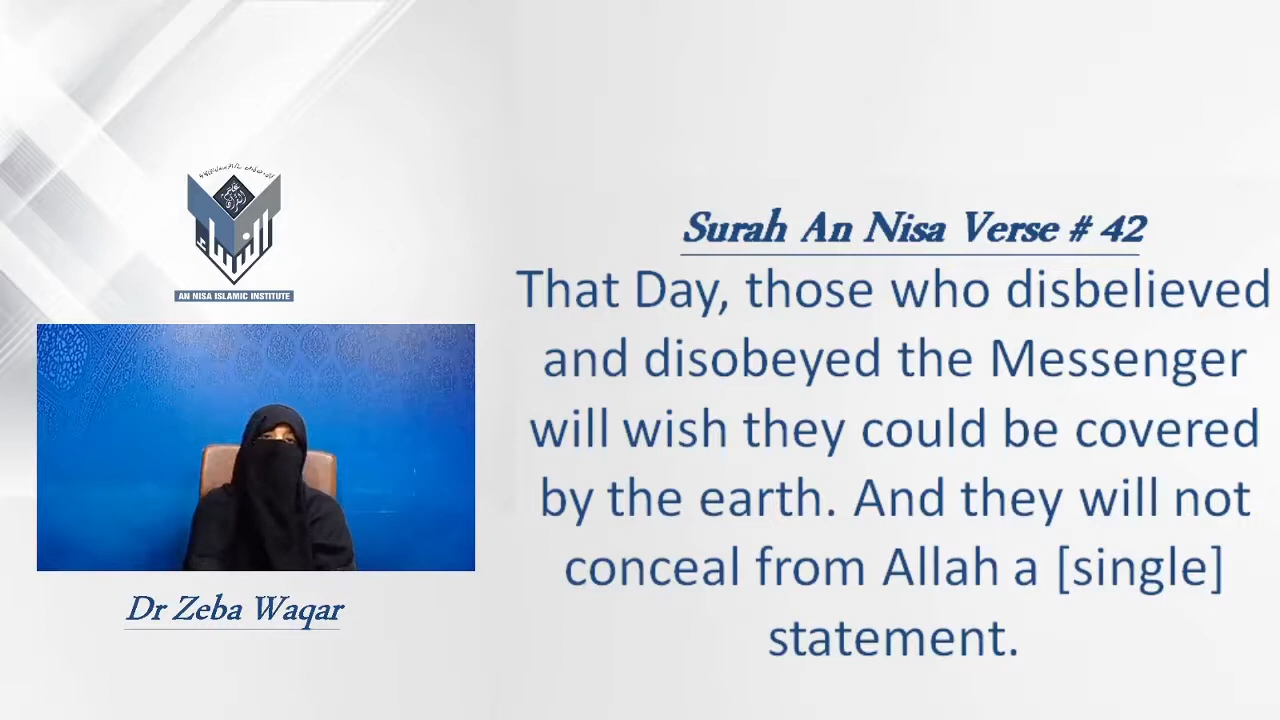 النساء
AN NISA ISLAMIC INSTITUTE
Dr Zeba Waqar
Surah An Nisa Verse # 42
That Day, those who disbelieved
and disobeyed the Messenger
will wish they could be covered
by the earth. And they will not
conceal from Allah a [single]
statement.